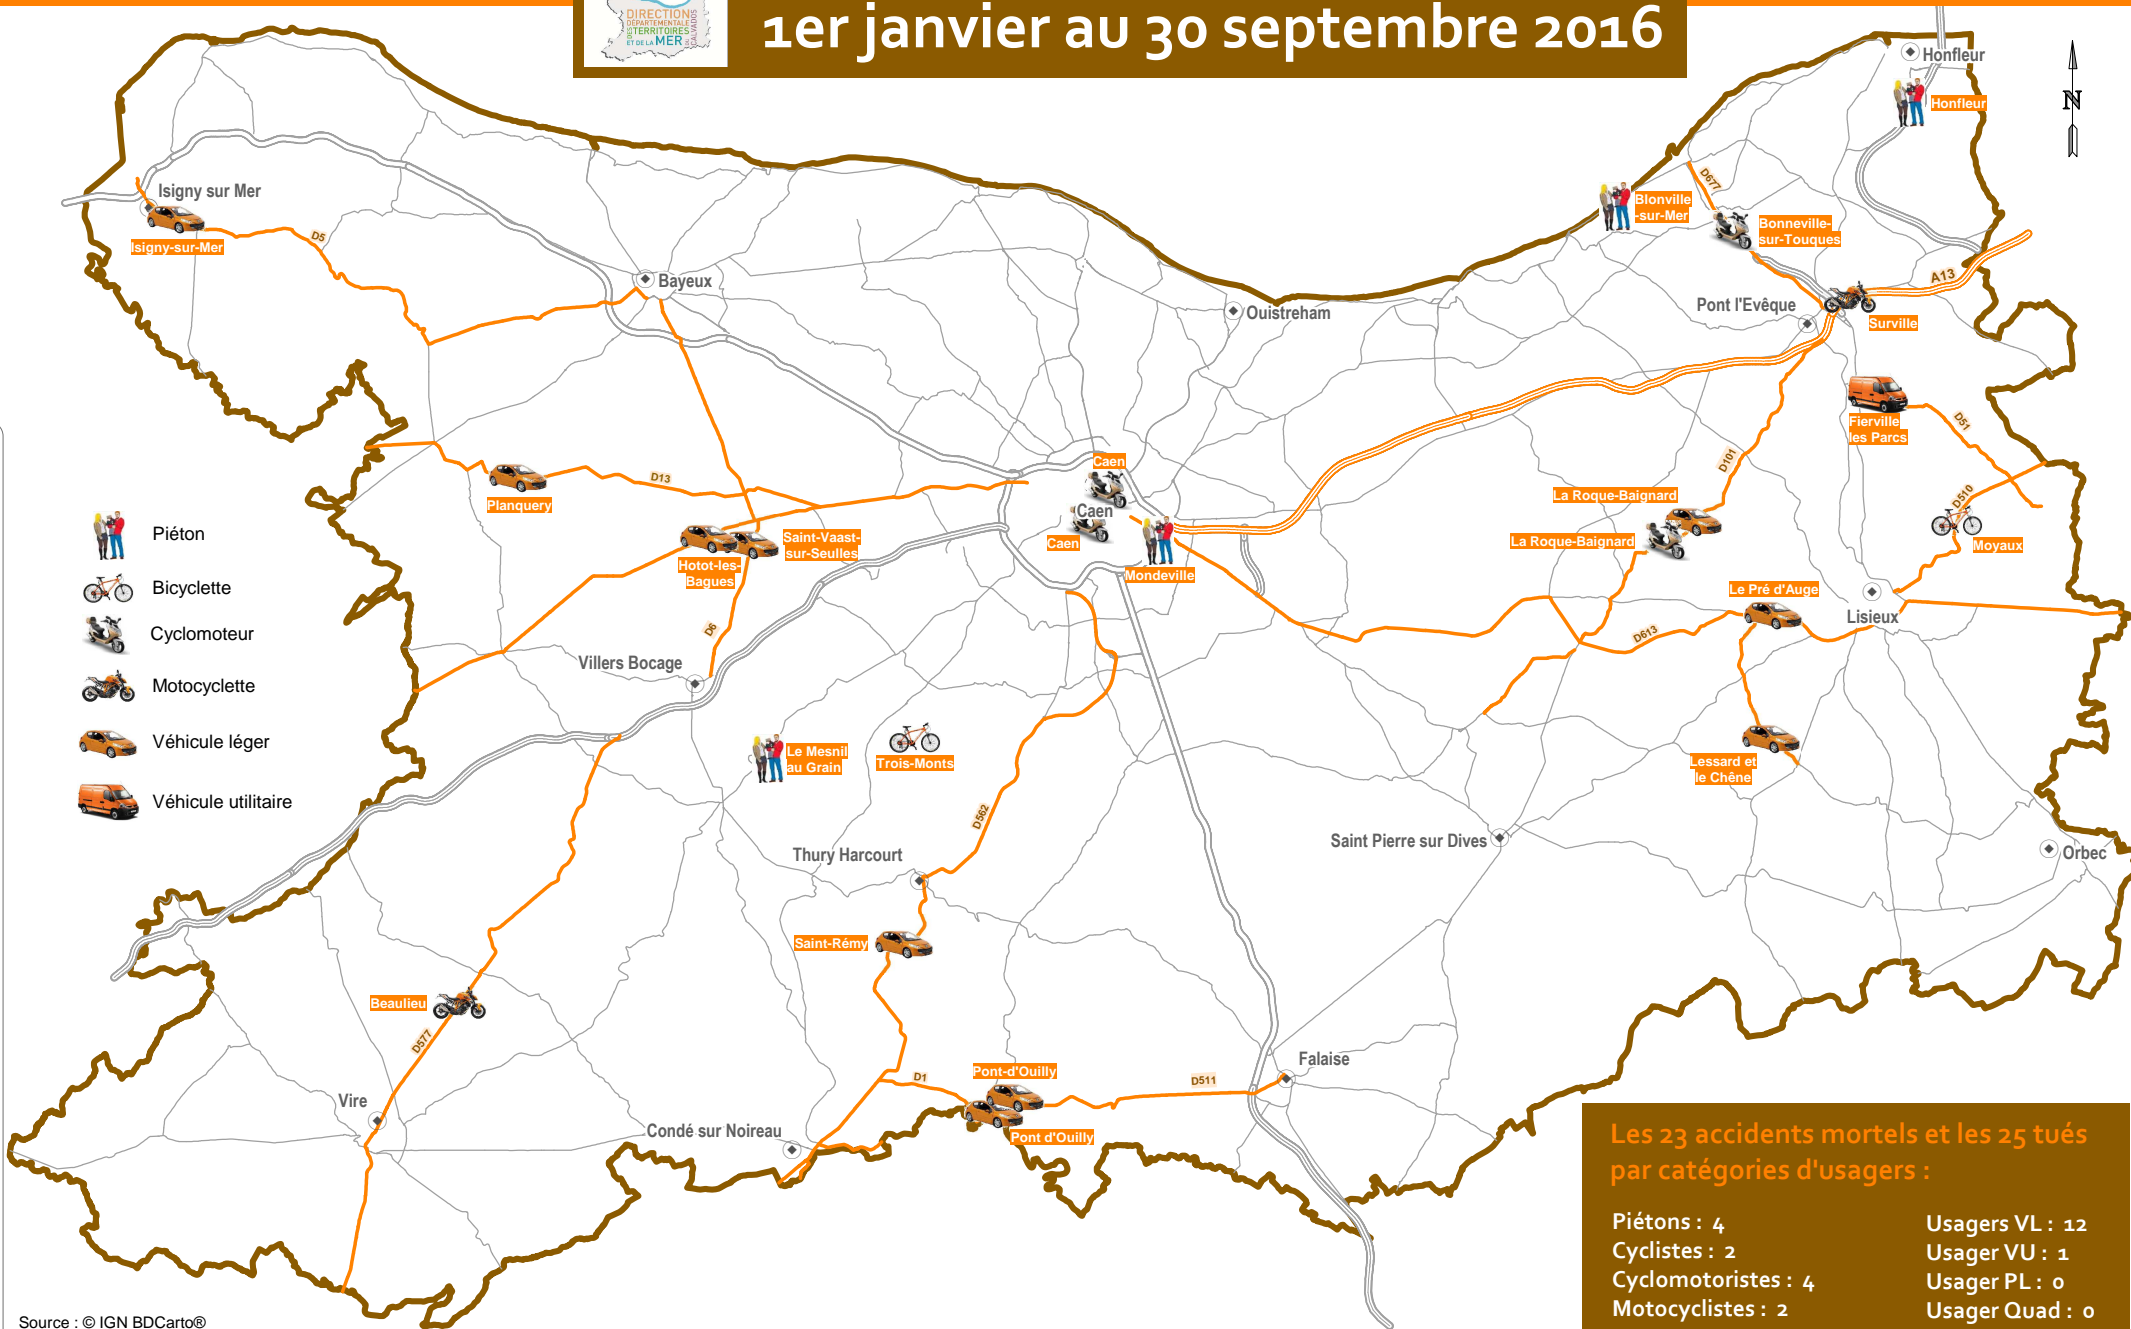 DIRECTION
DÉPARTEMENTALE
DES TERRITOIRES
ET DE LA MER
CALVADOS
1er janvier au 30 septembre 2016
N
Honfleur
Honfleur
Isigny sur Mer
Isigny-sur-Mer
D5
Bayeux
Ouistreham
Blonville
-sur-Mer
D677
Bonneville-
sur-Touques
A13
Pont l'Evêque
Surville
Fierville
les Parcs
D51
D101
D510
Moyaux
La Roque-Baignard
La Roque-Baignard
Le Pré d'Auge
Lisieux
D613
Lessard et
le Chêne
Planquery
D13
Hotot-les-
Bagues
Saint-Vaast-
sur-Seulles
D6
Caen
Caen
Caen
Mondeville
Villers Bocage
Le Mesnil
au Grain
Trois-Monts
D562
Thury Harcourt
Saint Pierre sur Dives
Orbec
Saint-Rémy
Beaulieu
D577
Vire
Condé sur Noireau
D1
Pont-d'Ouilly
Pont d'Ouilly
D511
Falaise
Piéton
Bicyclette
Cyclomoteur
Motocyclette
Véhicule léger
Véhicule utilitaire
Les 23 accidents mortels et les 25 tués
par catégories d'usagers :
Piétons : 4
Cyclistes : 2
Cyclomotoristes : 4
Motocyclistes : 2
Usagers VL : 12
Usager VU : 1
Usager PL : 0
Usager Quad : 0
Source : © IGN BDCarto®